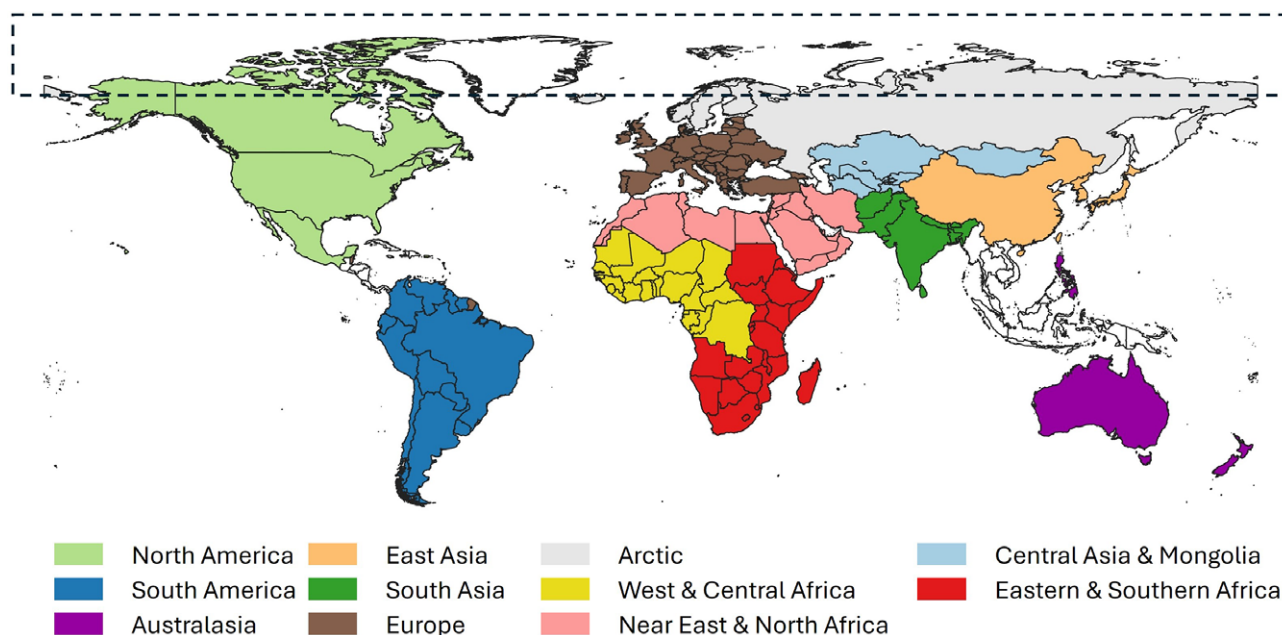 North America
East Asia
Arctic
Central Asia & Mongolia
South America
South Asia
West & Central Africa
Eastern & Southern Africa
Australasia
Europe
Near East & North Africa